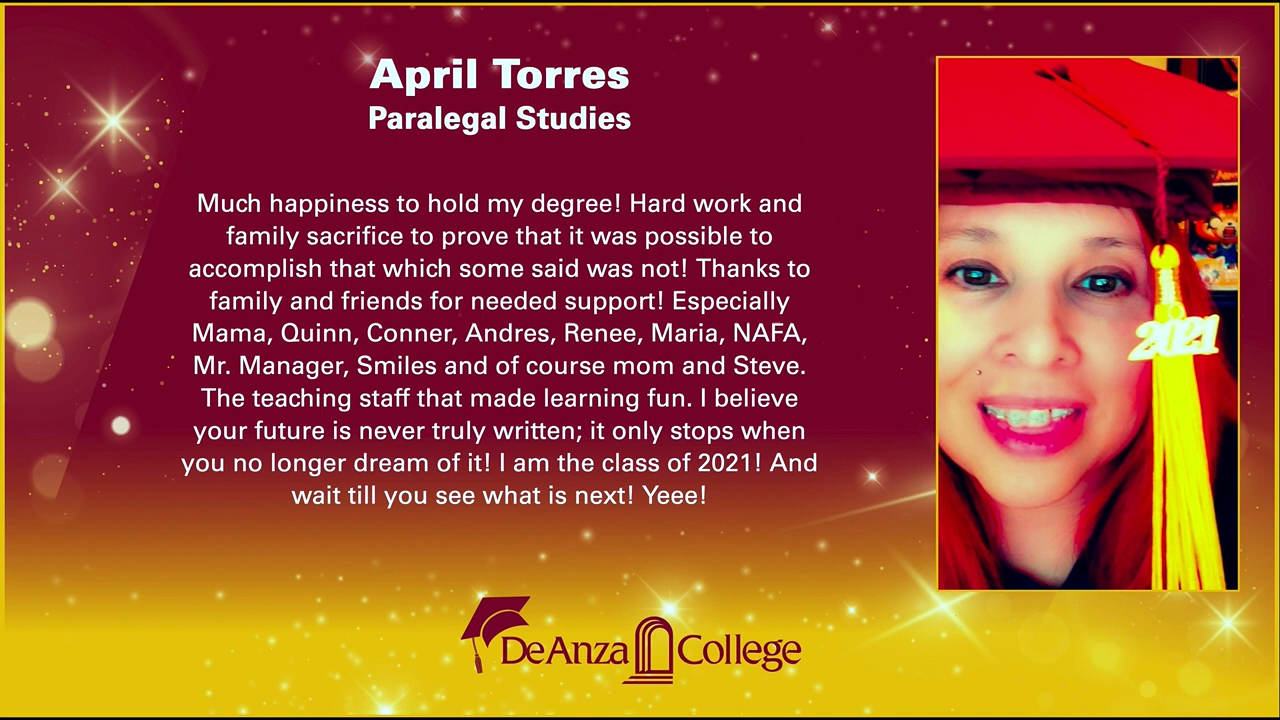 April Torres
Paralegal Studies
Much happiness to hold my degree! Hard work and
family sacrifice to prove that it was possible to
accomplish that which some said was not! Thanks to
family and friends for needed support! Especially
Mama, Quinn, Conner, Andres, Renee, Maria, NAFA,
Mr. Manager, Smiles and of course mom and Steve.
The teaching staff that made learning fun. I believe
your future is never truly written; it only stops when
you no longer dream of it! I am the class of 2021! And
wait till you see what is next! Yeee!
2021
DeAnza College